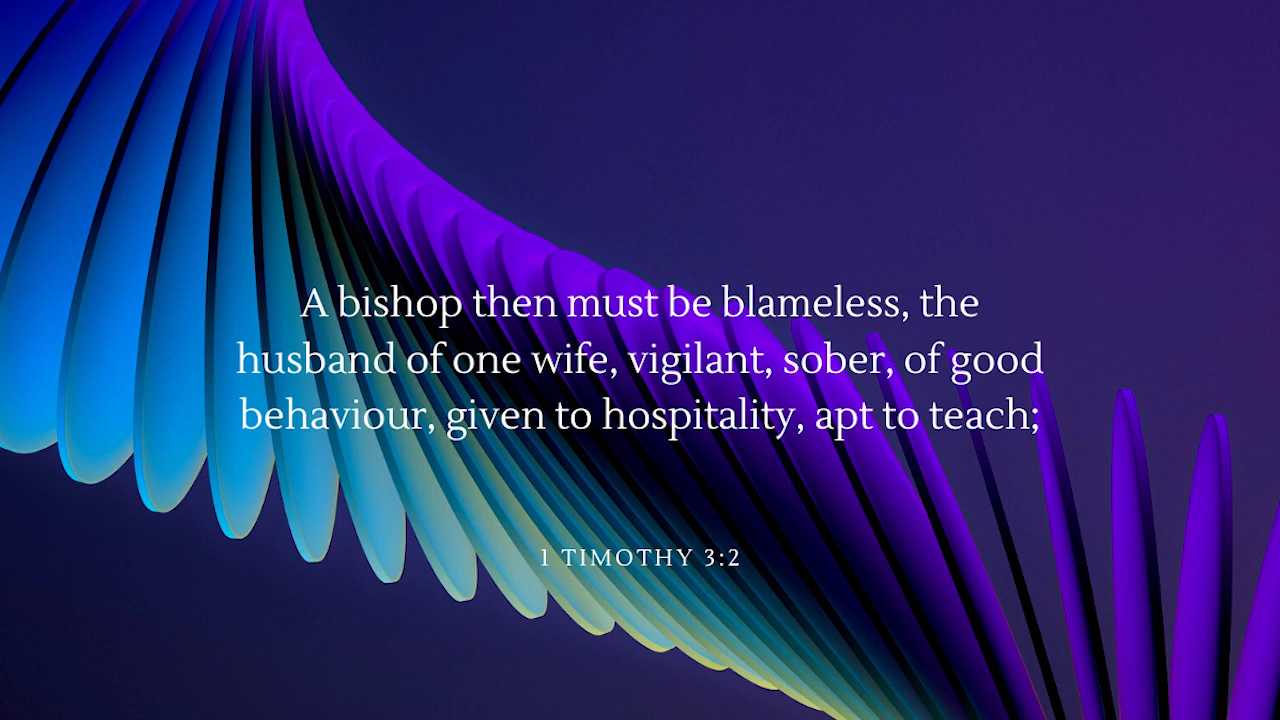 A bishop then must be blameless, the
husband of one wife, vigilant, sober, of good
behaviour, given to hospitality, apt to teach;
1 TIMOTHY 3:2